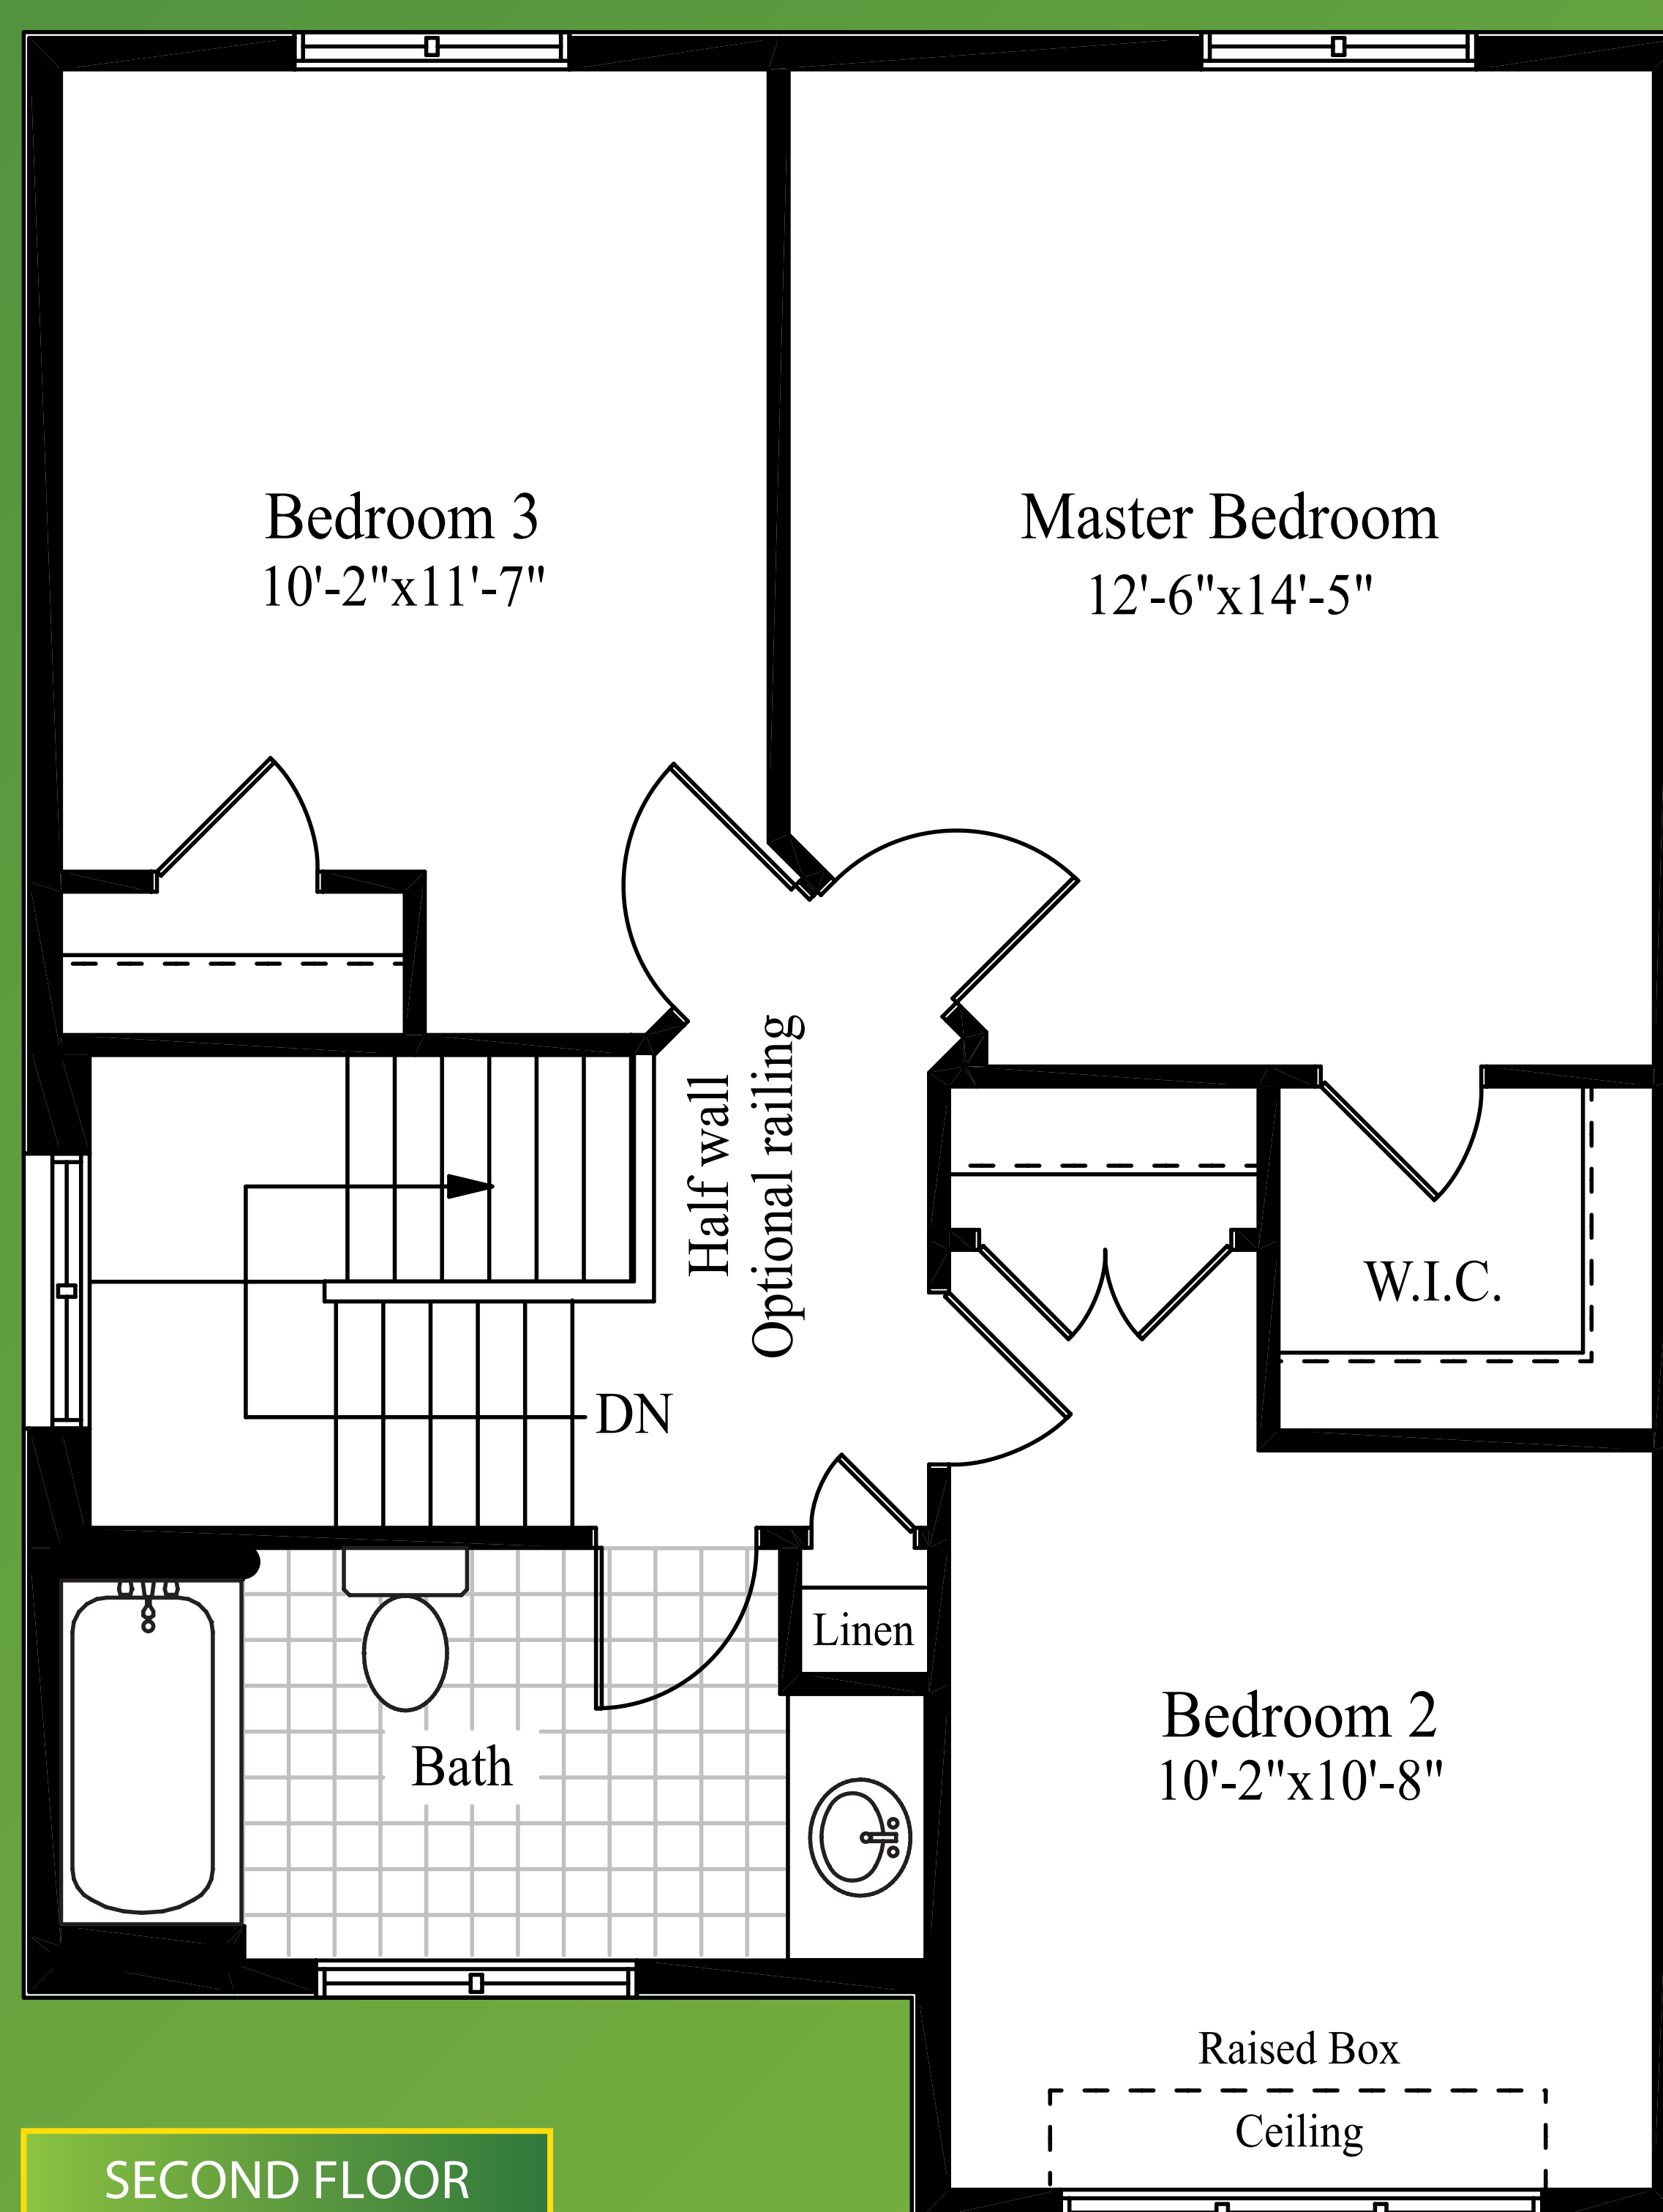 Bedroom 3
10'-2"x11'-7"
Master Bedroom
12'-6"x14'-5"
Half wall
Optional railing
W.I.C.
DN
Linen
Bath
Bedroom 2
10'-2"x10'-8"
Raised Box
Ceiling
SECOND FLOOR